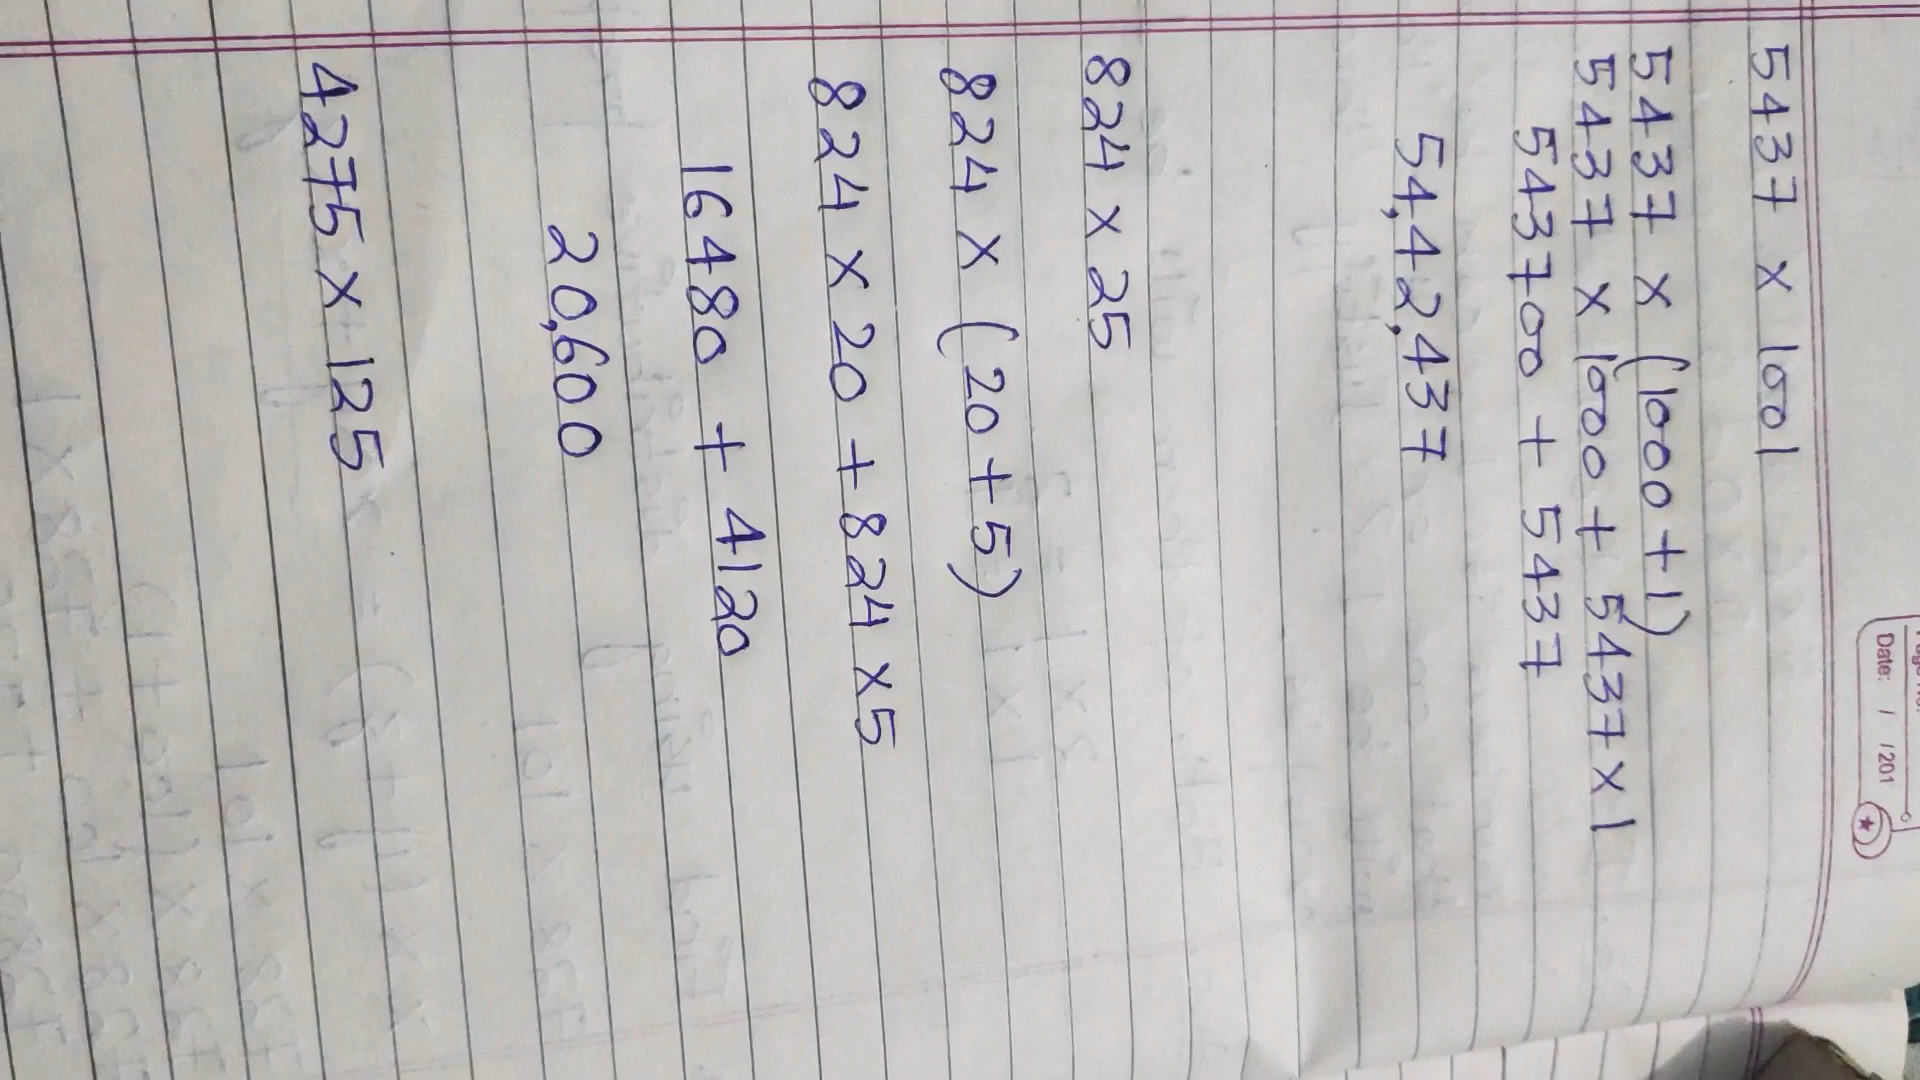 Date: / /201
5437 × 1001
5437 × (1000 + 1)
5437 × 1000 + 5437 × 1
543700 + 5437
54,42,437
824 × 25
824 × (20 + 5)
824 × 20 + 824 × 5
16480 + 4120
20,600
4275 × 125